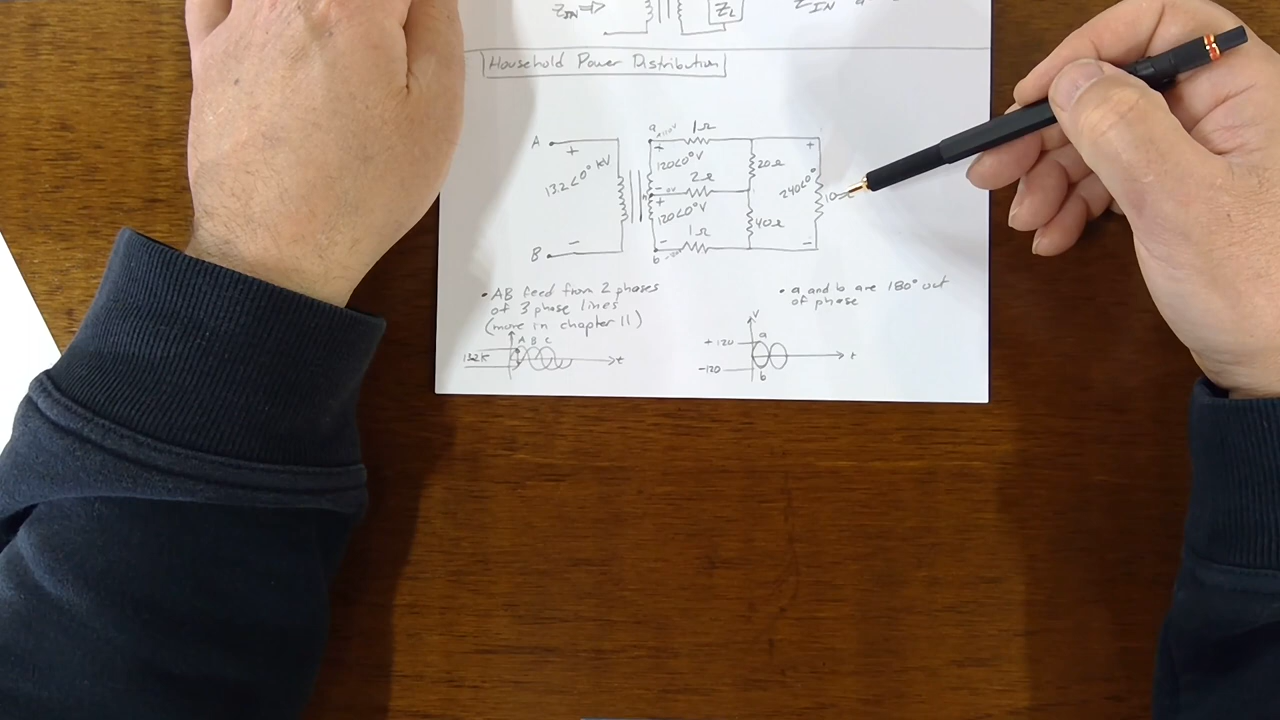 Z_IN ⇒
Z_L
Z_IN
Household Power Distribution
A
+
13.2∠0° kV
-
B
a +120V
1Ω
+
120∠0°V
- 0V
2Ω
n
+
120∠0°V
-
1Ω
b -120V
20Ω
40Ω
+
240∠0°
-
10Ω
• AB feed from 2 phases
of 3 phase lines
(more in chapter 11)
A B C
13.2K
t
• a and b are 180° out
of phase
V
a
+120
-120
b
t